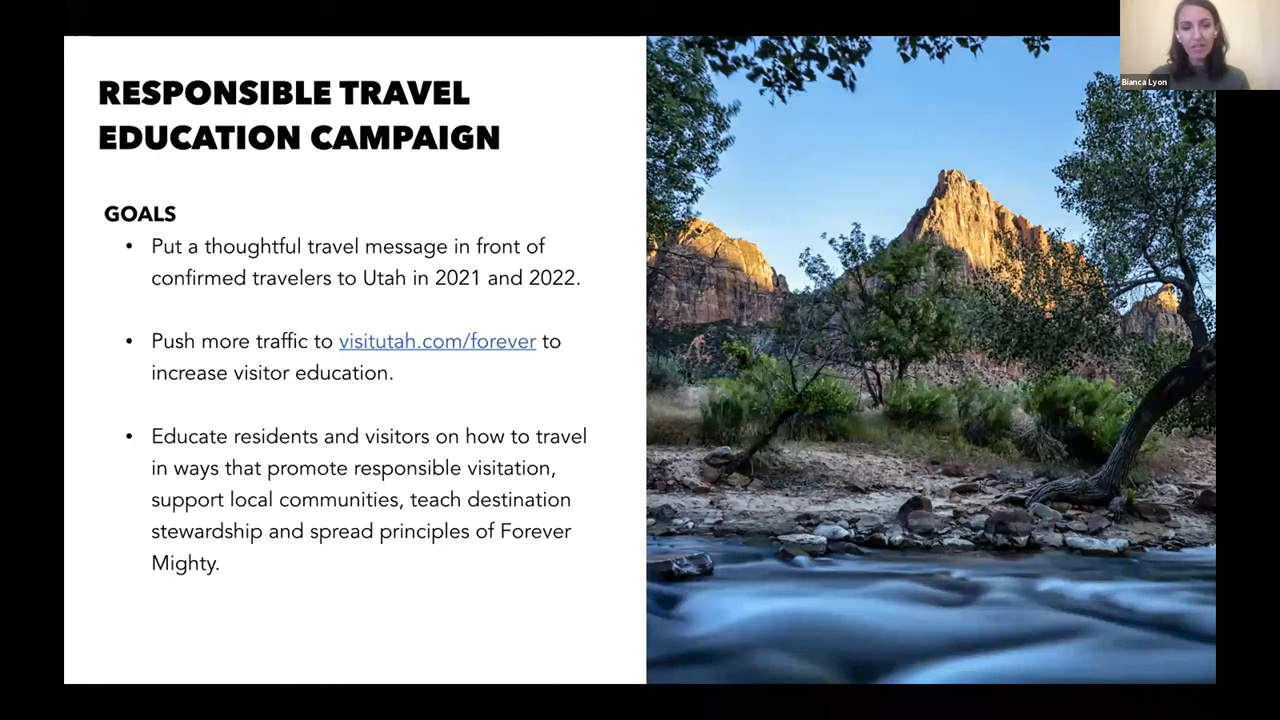 RESPONSIBLE TRAVEL
EDUCATION CAMPAIGN
GOALS
• Put a thoughtful travel message in front of
confirmed travelers to Utah in 2021 and 2022.
• Push more traffic to visitutah.com/forever to
increase visitor education.
• Educate residents and visitors on how to travel
in ways that promote responsible visitation,
support local communities, teach destination
stewardship and spread principles of Forever
Mighty.
Bianca Lyon